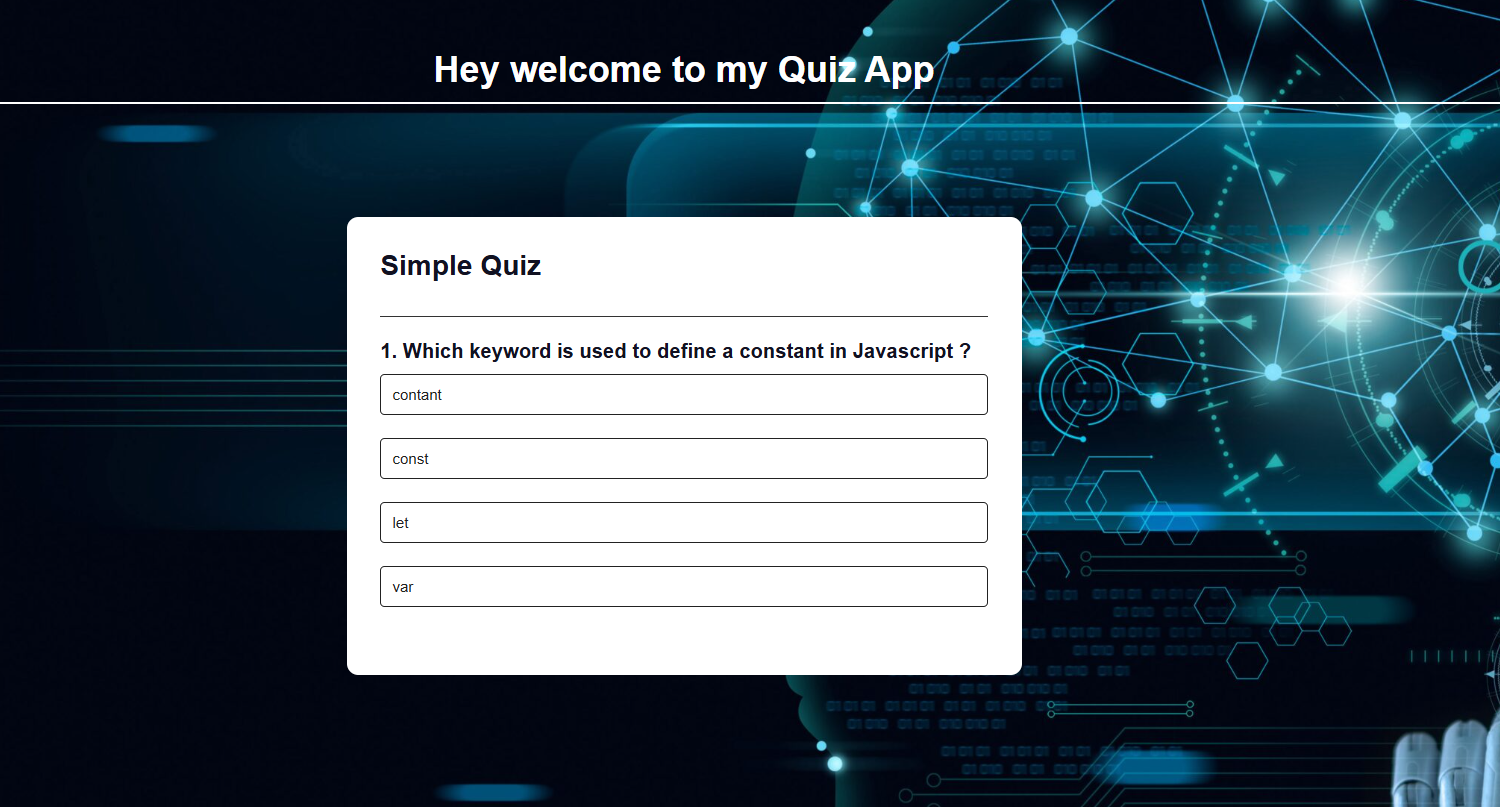 Hey welcome to my Quiz App
Simple Quiz
1. Which keyword is used to define a constant in Javascript ?
contant
const
let
var